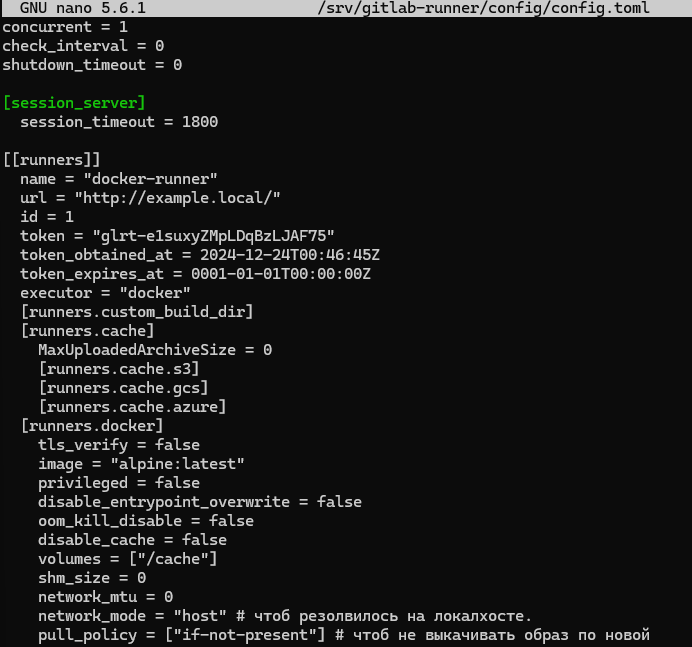 GNU nano 5.6.1 /srv/gitlab-runner/config/config.toml
concurrent = 1
check_interval = 0
shutdown_timeout = 0
[session_server]
session_timeout = 1800
[[runners]]
name = "docker-runner"
url = "http://example.local/"
id = 1
token = "glrt-e1suxyZMpLDqBzLJAF75"
token_obtained_at = 2024-12-24T00:46:45Z
token_expires_at = 0001-01-01T00:00:00Z
executor = "docker"
[runners.custom_build_dir]
[runners.cache]
MaxUploadedArchiveSize = 0
[runners.cache.s3]
[runners.cache.gcs]
[runners.cache.azure]
[runners.docker]
tls_verify = false
image = "alpine:latest"
privileged = false
disable_entrypoint_overwrite = false
oom_kill_disable = false
disable_cache = false
volumes = ["/cache"]
shm_size = 0
network_mtu = 0
network_mode = "host" # чтоб резолвилось на локалхосте.
pull_policy = ["if-not-present"] # чтоб не выкачивать образ по новой